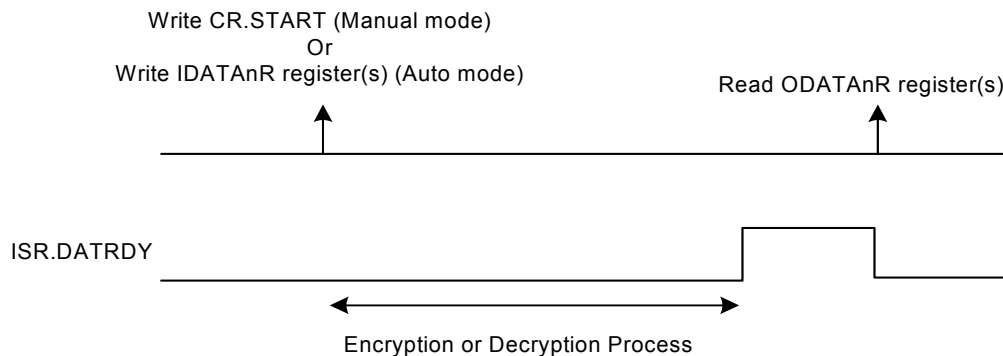 Write CR.START (Manual mode)
Or
Write IDATAnR register(s) (Auto mode)
Read ODATAnR register(s)
ISR.DATRDY
Encryption or Decryption Process